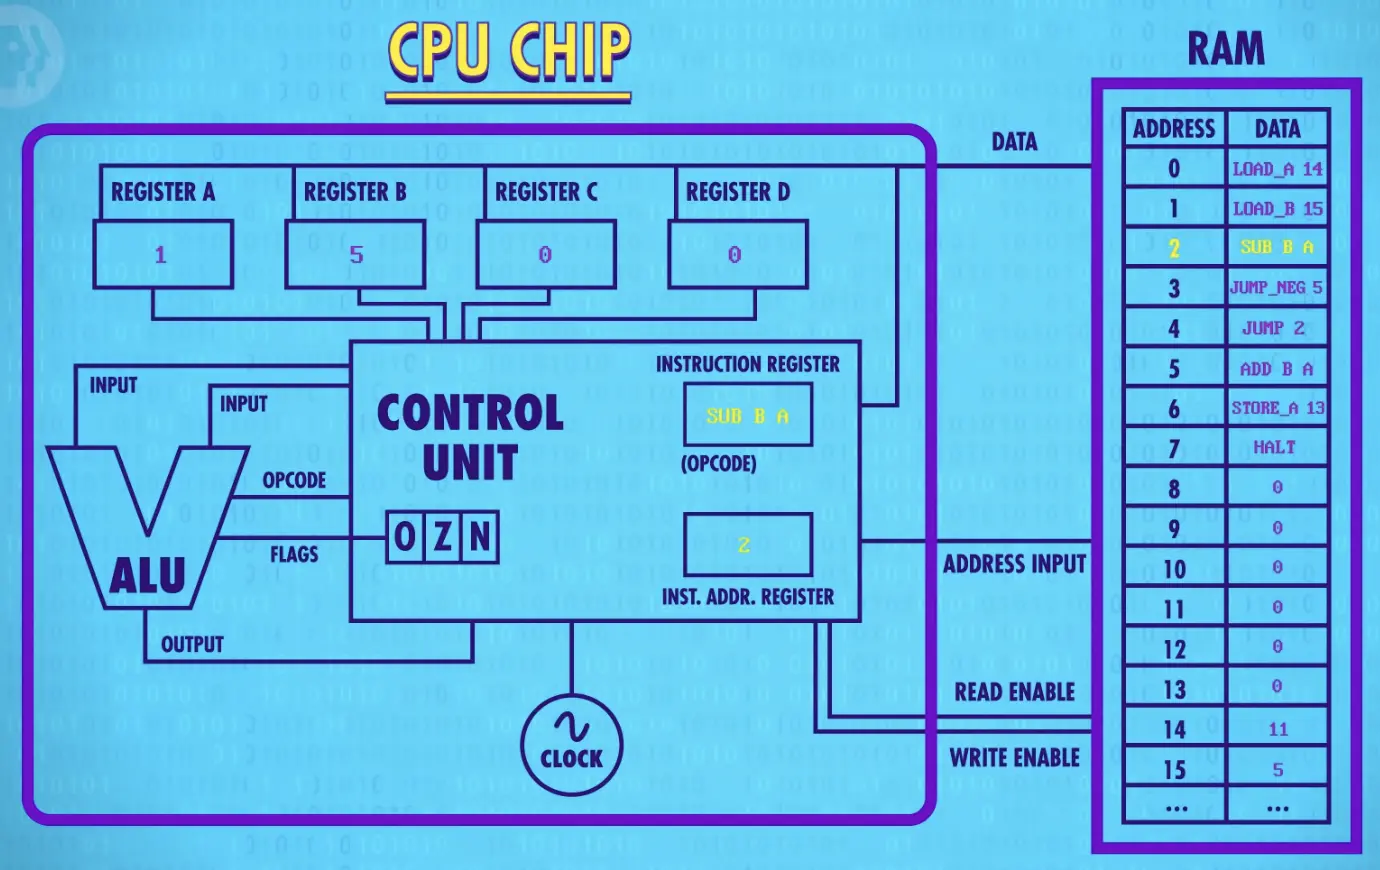 CPU CHIP
RAM
DATA
REGISTER A
REGISTER B
REGISTER C
REGISTER D
1
5
0
0
INPUT
INPUT
CONTROL
UNIT
INSTRUCTION REGISTER
SUB B A
(OPCODE)
OPCODE
FLAGS
O Z N
2
INST. ADDR. REGISTER
ALU
OUTPUT
CLOCK
ADDRESS INPUT
READ ENABLE
WRITE ENABLE
ADDRESS DATA
0 LOAD_A 14
1 LOAD_B 15
2 SUB B A
3 JUMP_NEG 5
4 JUMP 2
5 ADD B A
6 STORE_A 13
7 HALT
8 0
9 0
10 0
11 0
12 0
13 0
14 11
15 5
... ...